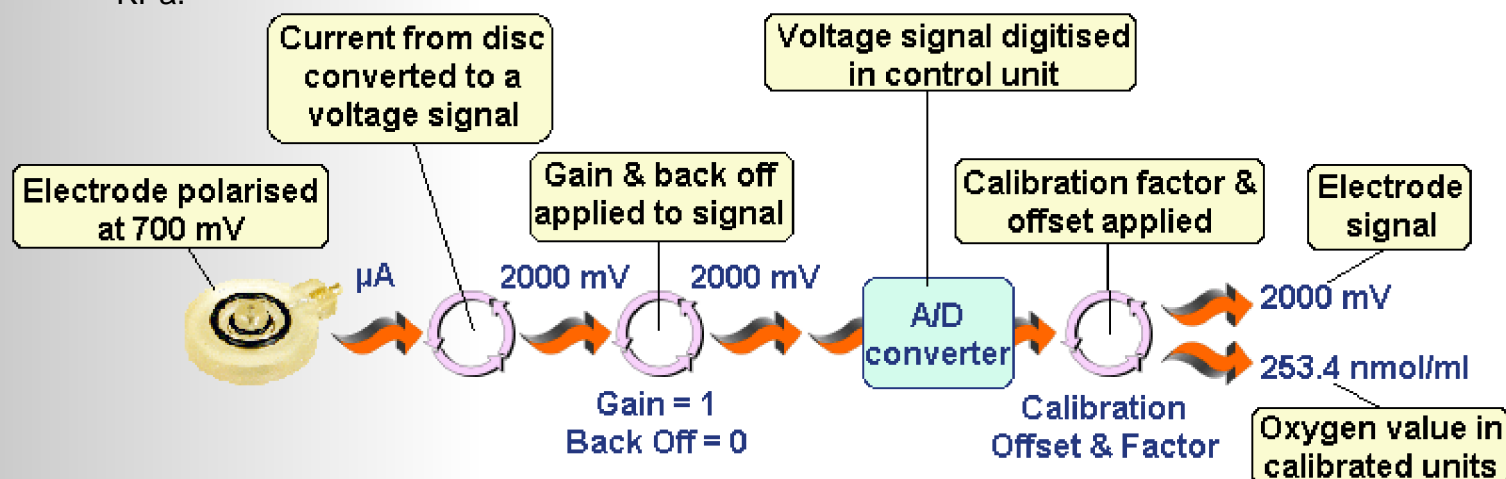 Current from disc
converted to a
voltage signal
Voltage signal digitised
in control unit
Electrode polarised
at 700 mV
Gain & back off
applied to signal
Calibration factor &
offset applied
Electrode
signal
µA
2000 mV
2000 mV
A/D
converter
2000 mV
253.4 nmol/ml
Gain = 1
Back Off = 0
Calibration
Offset & Factor
Oxygen value in
calibrated units